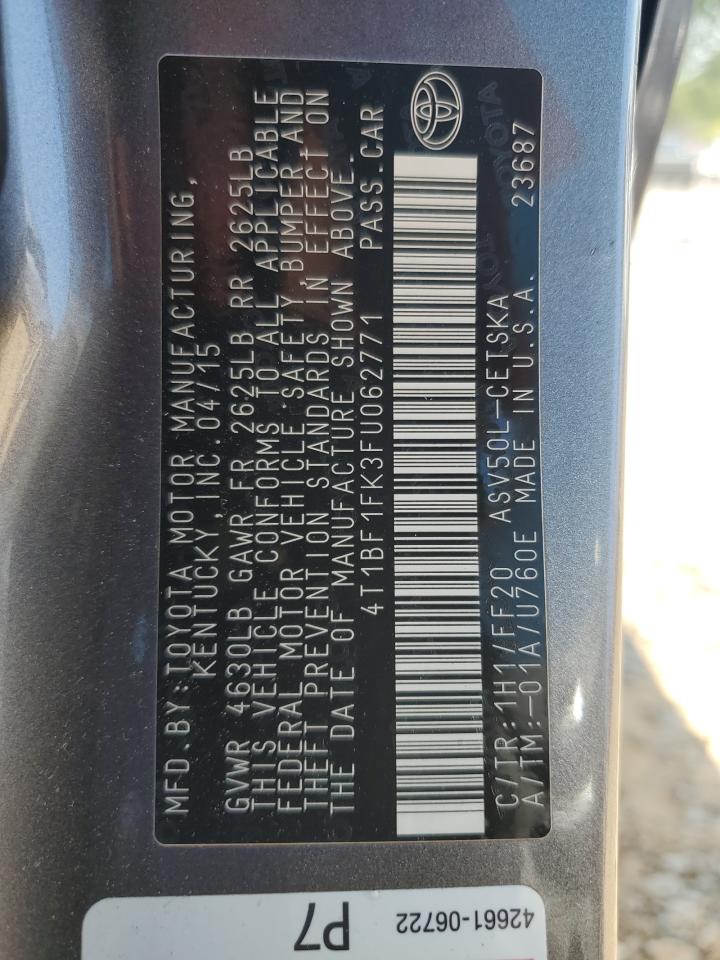 MFD.BY:TOYOTA MOTOR MANUFACTURING,
KENTUCKY,INC.04/15
GVWR 4630LB GAWR FR 2625LB RR 2625LB
THIS VEHICLE CONFORMS TO ALL APPLICABLE
FEDERAL MOTOR VEHICLE SAFETY,BUMPER,AND
THEFT PREVENTION STANDARDS IN EFFECT ON
THE DATE OF MANUFACTURE SHOWN ABOVE.
4T1BF1FK3FU062771 PASS.CAR
C/TR:1H1/FF20 ASV50L-CETSKA
A/TM:-01A/U760E MADE IN U.S.A. 23687
42661-06722
P7